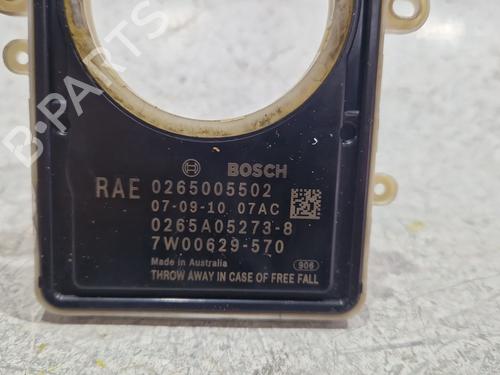 B-PARTS
BOSCH
RAE 0265005502
07-09-10 07AC
0265A05273-8
7W00629-570
Made in Australia
906
THROW AWAY IN CASE OF FREE FALL